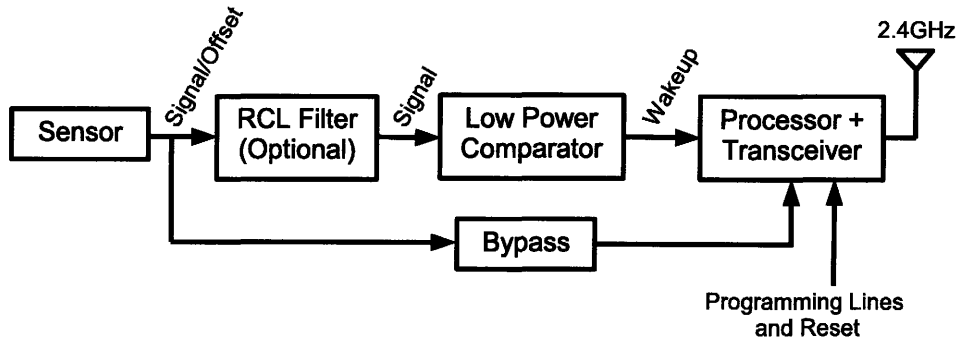 2.4GHz
Signal/Offset
Signal
Wakeup
Sensor
RCL Filter
(Optional)
Low Power
Comparator
Processor +
Transceiver
Bypass
Programming Lines
and Reset